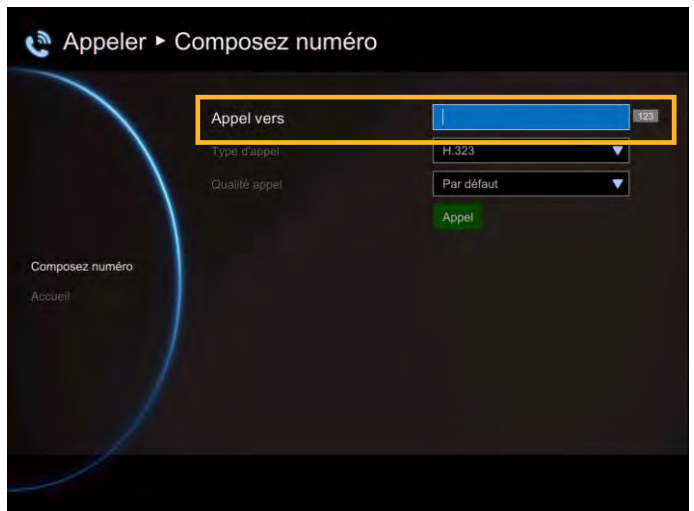 Appeler ▸ Composez numéro
Appel vers 123
Type d'appel H.323
Qualité appel Par défaut
Appel
Composez numéro
Accueil